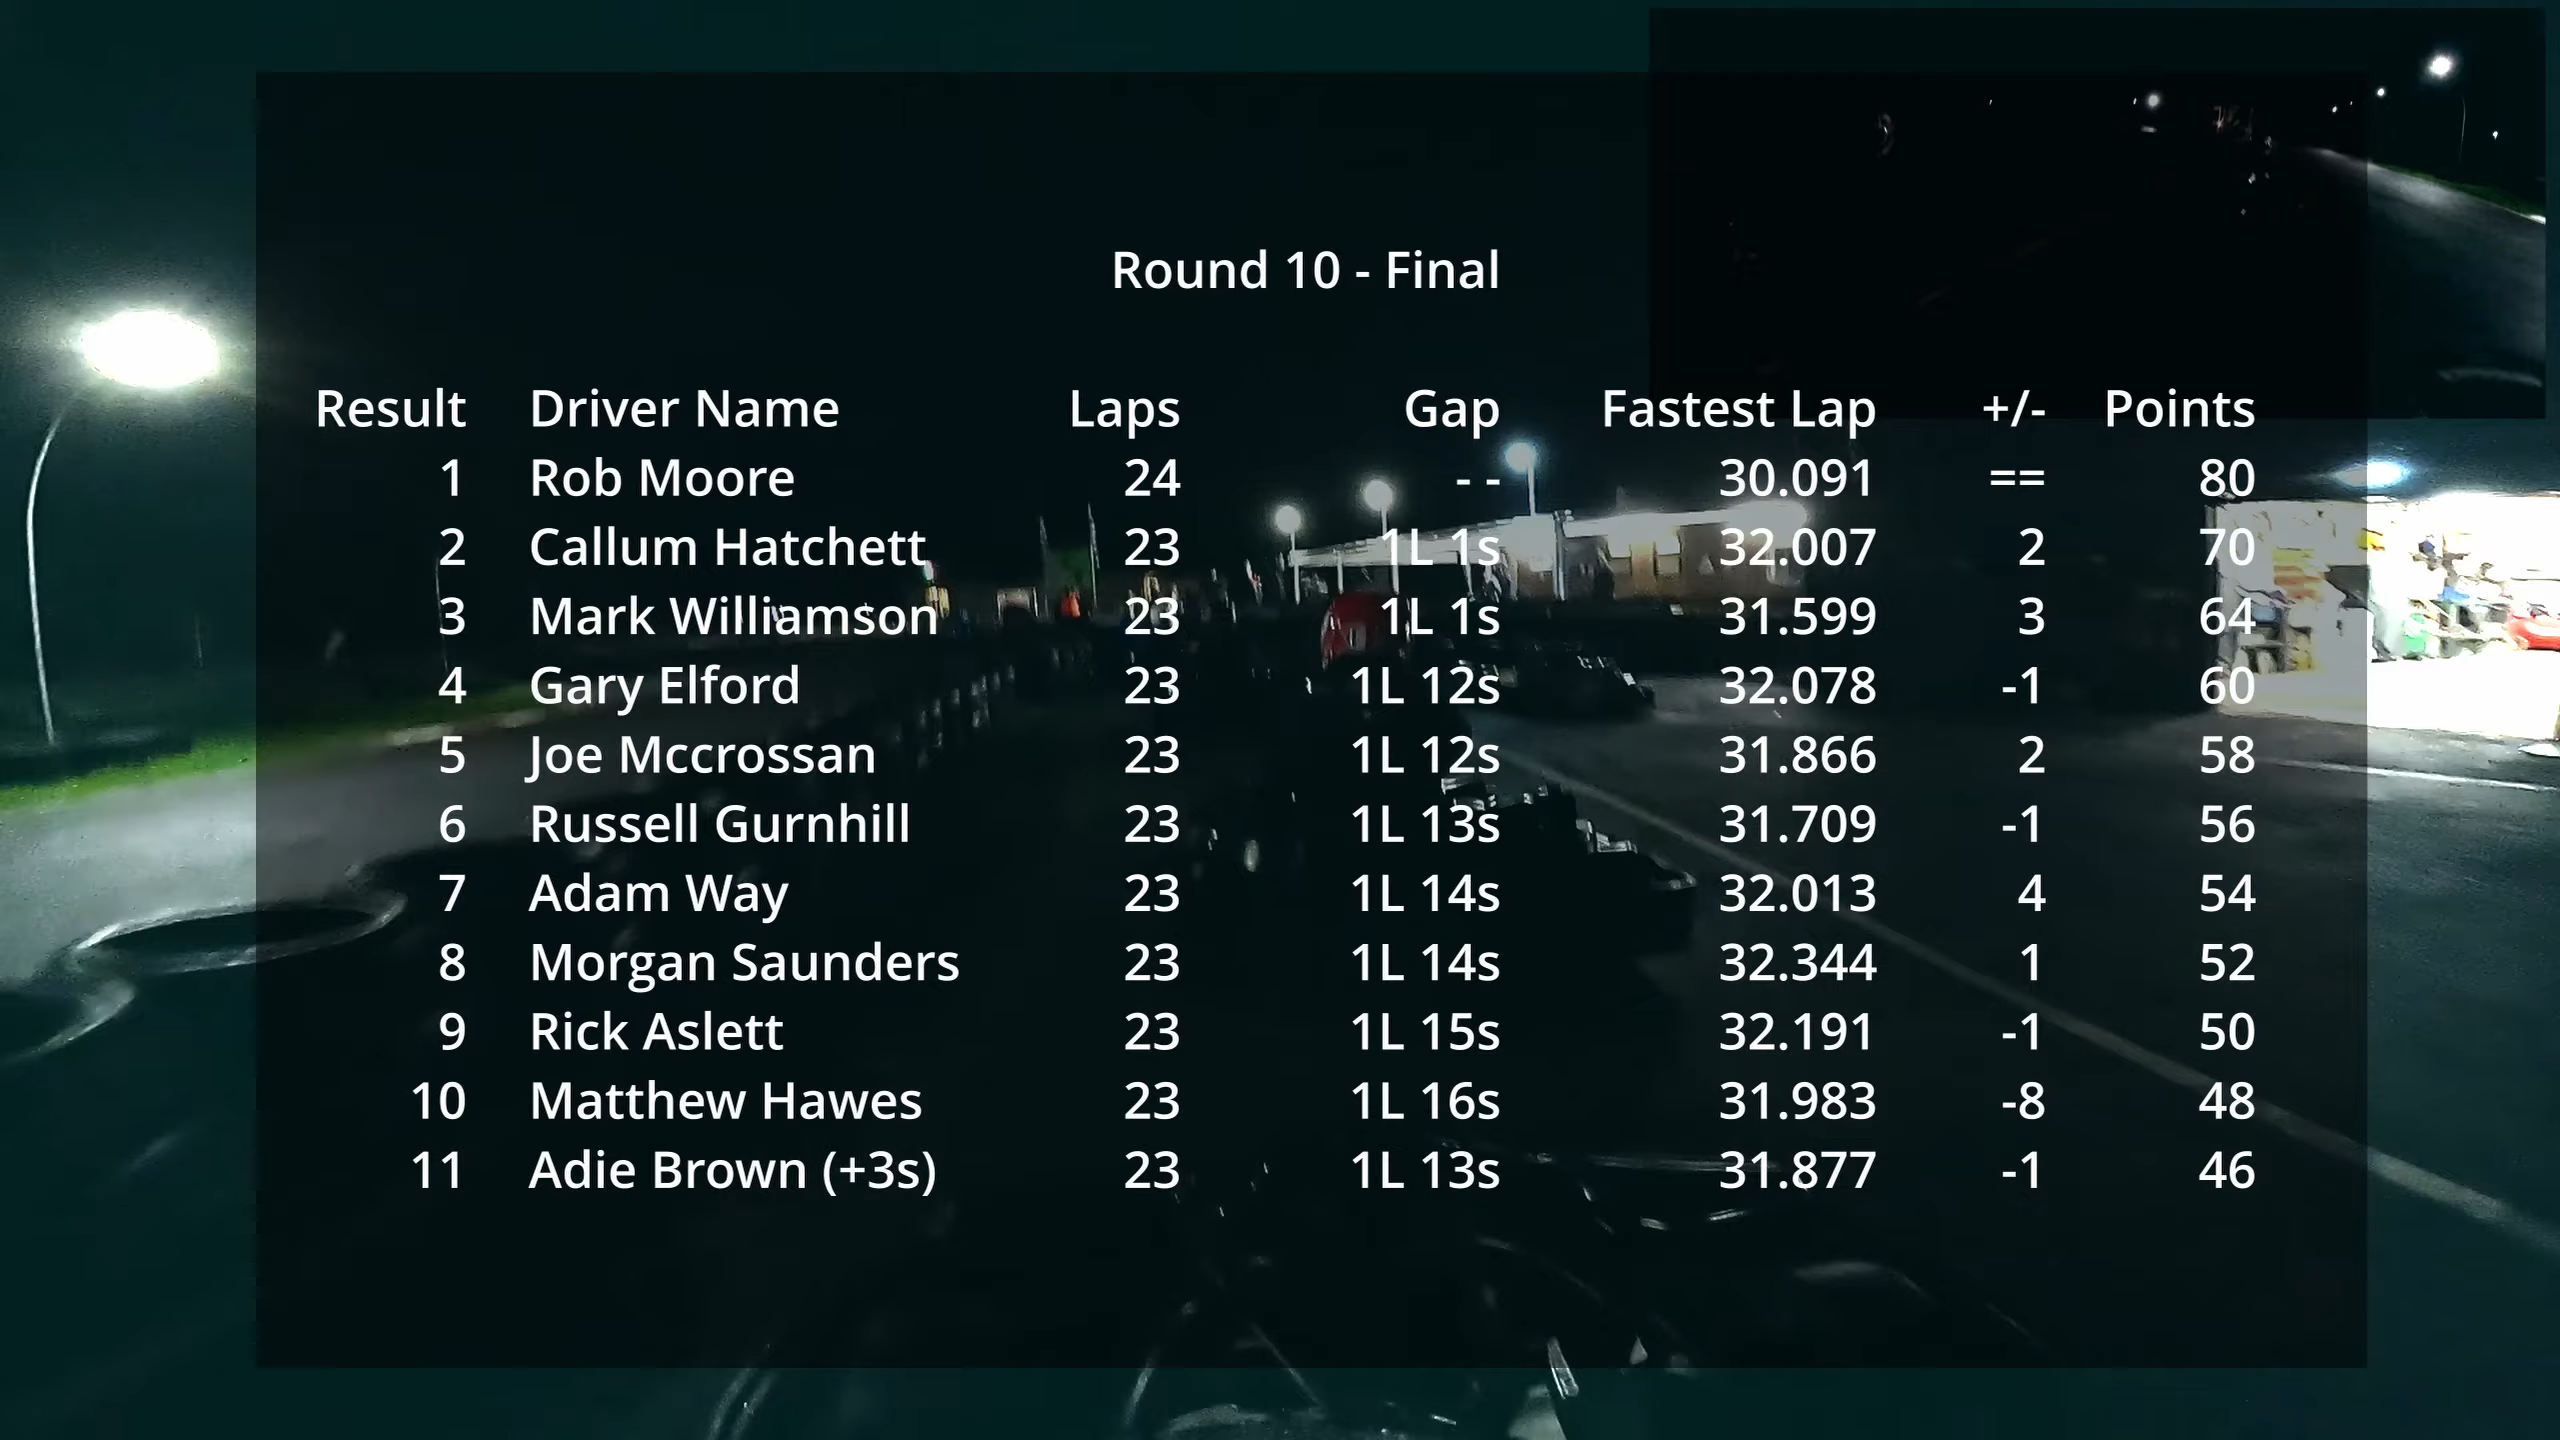 Round 10 - Final
Result Driver Name Laps Gap Fastest Lap +/- Points
1 Rob Moore 24 - - 30.091 == 80
2 Callum Hatchett 23 1L 1s 32.007 2 70
3 Mark Williamson 23 1L 1s 31.599 3 64
4 Gary Elford 23 1L 12s 32.078 -1 60
5 Joe Mccrossan 23 1L 12s 31.866 2 58
6 Russell Gurnhill 23 1L 13s 31.709 -1 56
7 Adam Way 23 1L 14s 32.013 4 54
8 Morgan Saunders 23 1L 14s 32.344 1 52
9 Rick Aslett 23 1L 15s 32.191 -1 50
10 Matthew Hawes 23 1L 16s 31.983 -8 48
11 Adie Brown (+3s) 23 1L 13s 31.877 -1 46